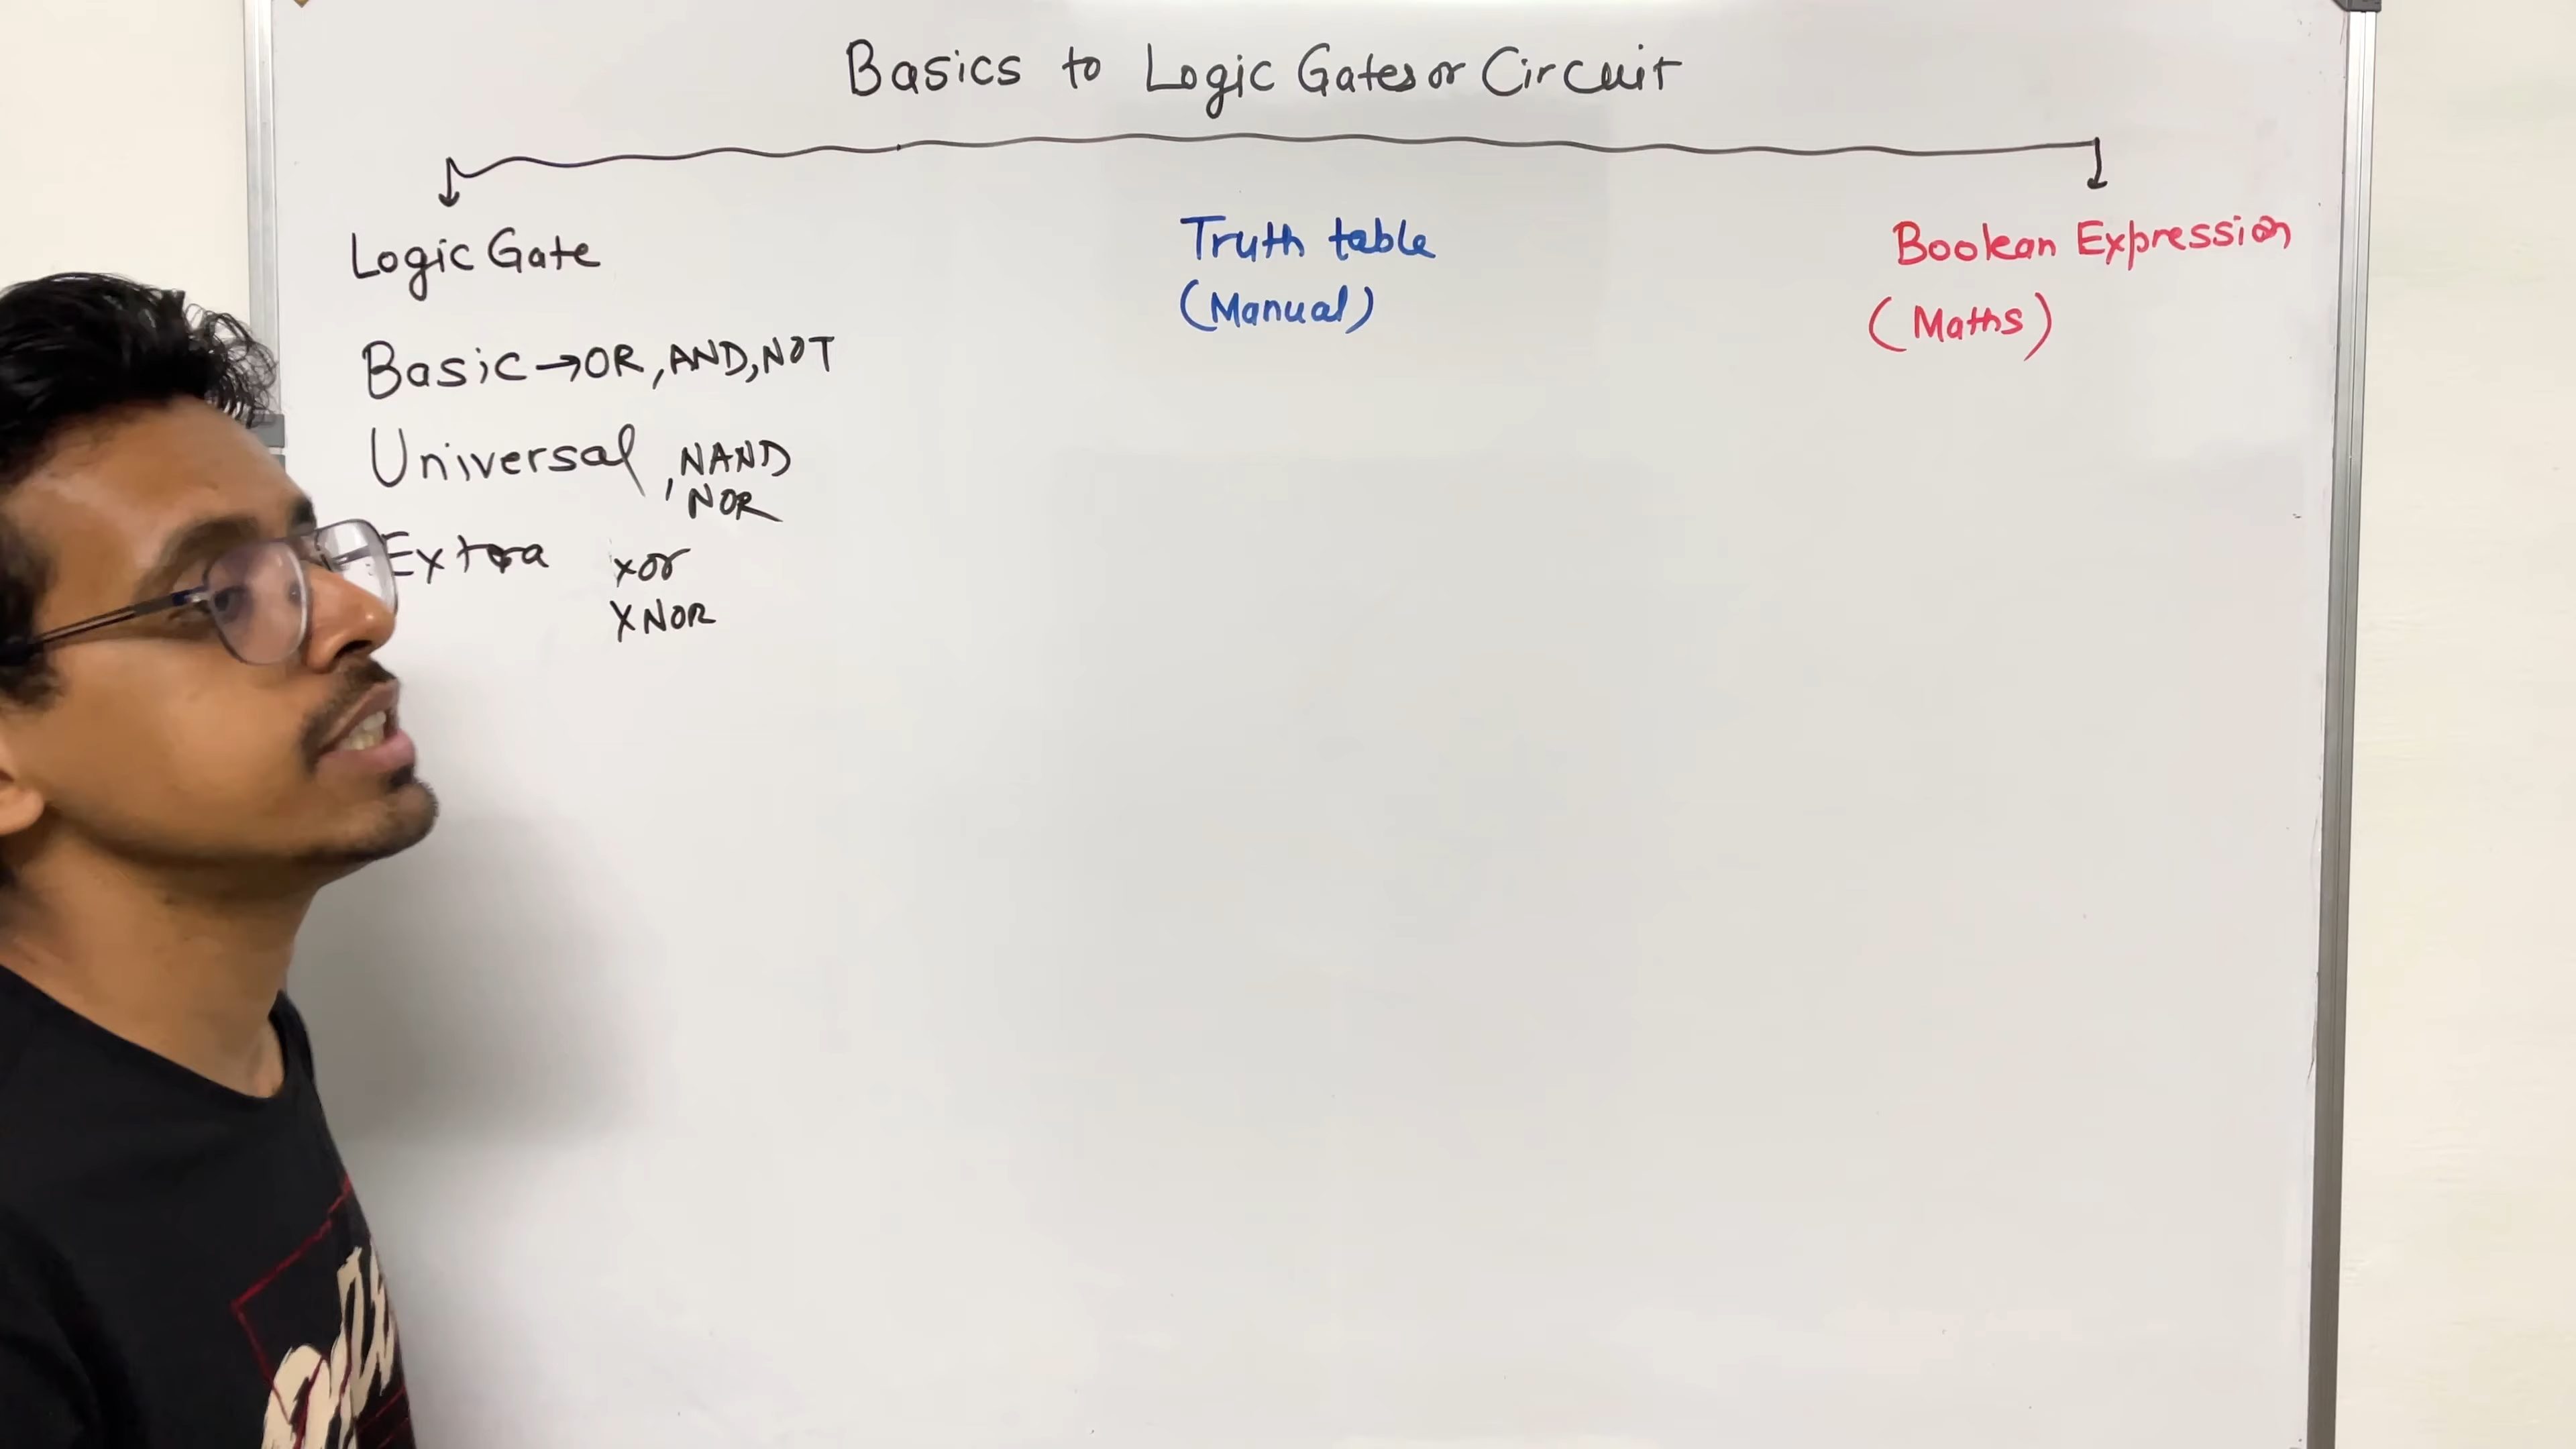 Basics to Logic Gates or Circuit
Logic Gate
Basic → OR, AND, NOT
Universal , NAND
, NOR
Extra xor
XNOR
Truth table
(Manual)
Boolean Expression
(Maths)